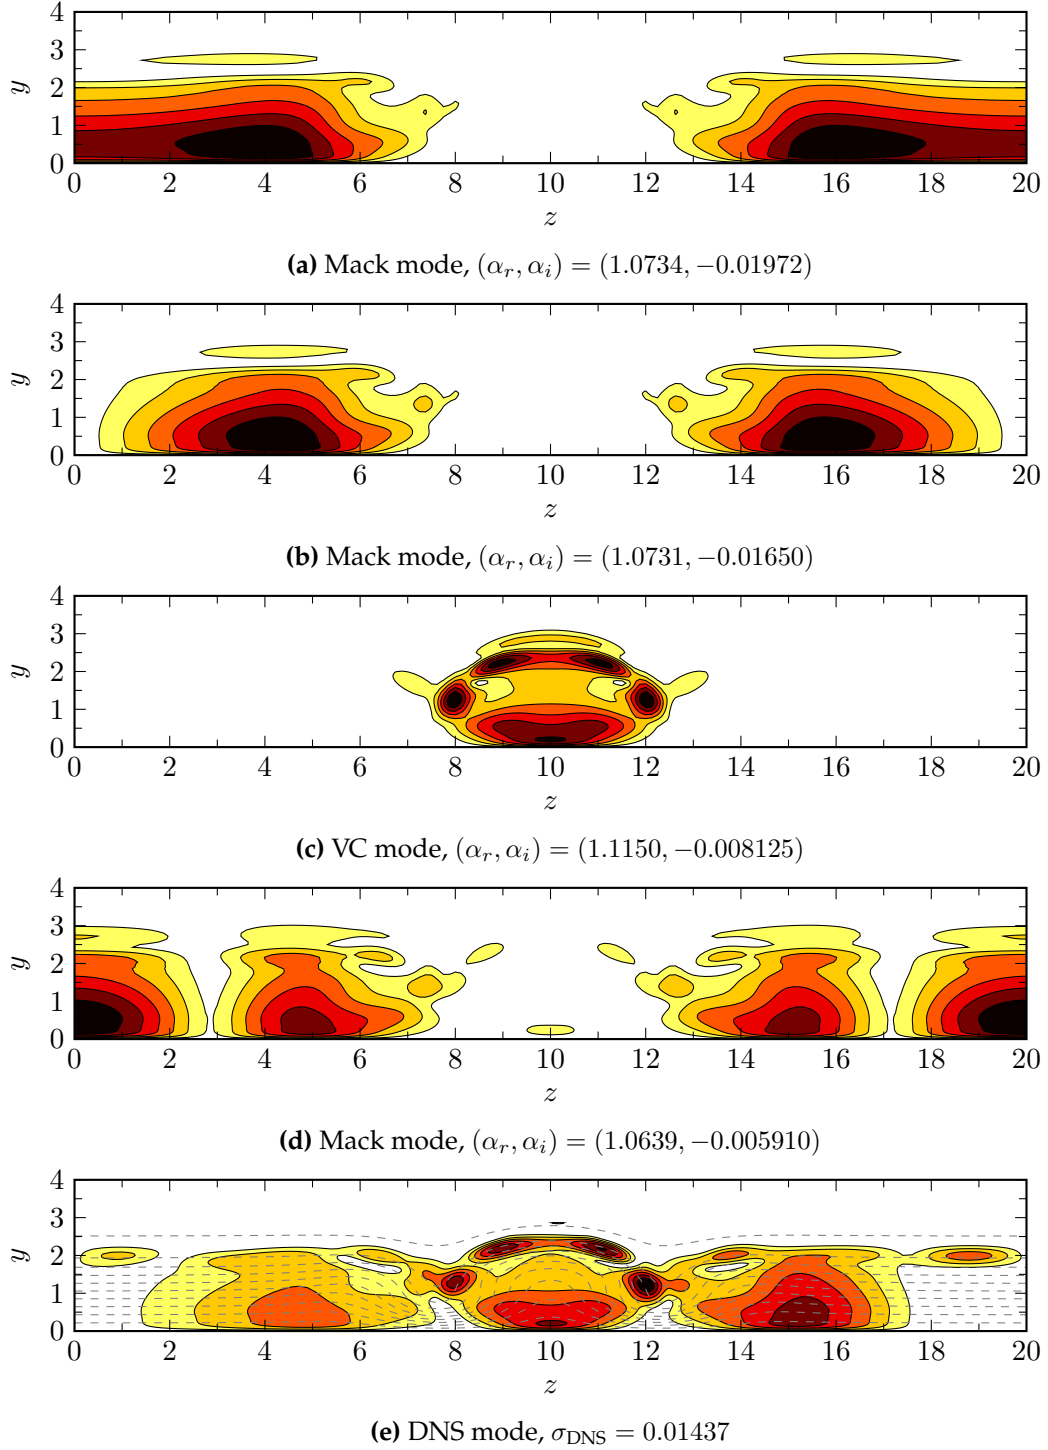 4
3
2
1
0
y
0 2 4 6 8 10 12 14 16 18 20
z
(a) Mack mode, (α_r, α_i) = (1.0734, −0.01972)
4
3
2
1
0
y
0 2 4 6 8 10 12 14 16 18 20
z
(b) Mack mode, (α_r, α_i) = (1.0731, −0.01650)
4
3
2
1
0
y
0 2 4 6 8 10 12 14 16 18 20
z
(c) VC mode, (α_r, α_i) = (1.1150, −0.008125)
4
3
2
1
0
y
0 2 4 6 8 10 12 14 16 18 20
z
(d) Mack mode, (α_r, α_i) = (1.0639, −0.005910)
4
3
2
1
0
y
0 2 4 6 8 10 12 14 16 18 20
z
(e) DNS mode, σ_DNS = 0.01437